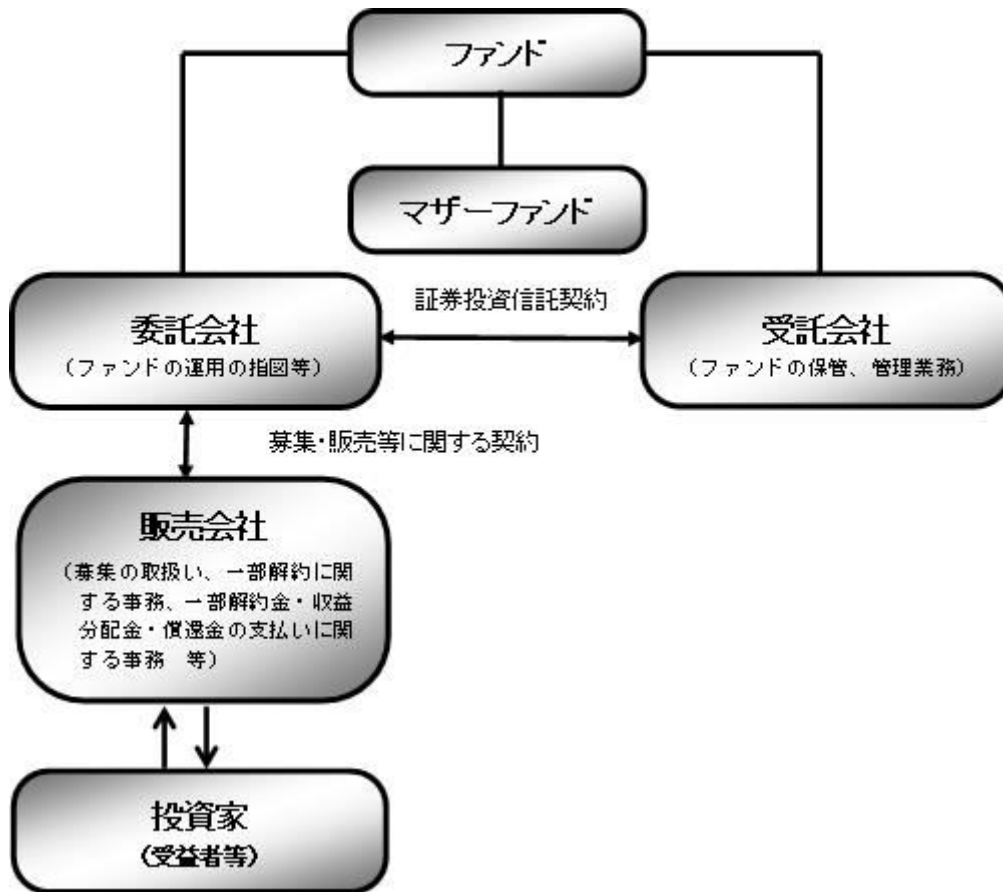 ファンド
マザーファンド
証券投資信託契約
委託会社
（ファンドの運用の指図等）
受託会社
（ファンドの保管、管理業務）
募集・販売等に関する契約
販売会社
（募集の取扱い、一部解約に関
する事務、一部解約金・収益
分配金・償還金の支払いに関
する事務　等）
投資家
（受益者等）